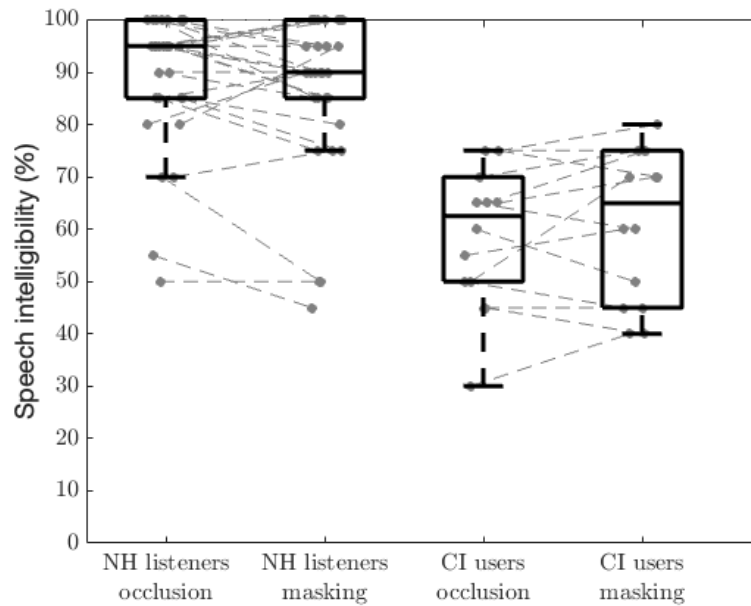 Speech intelligibility (%)
100
90
80
70
60
50
40
30
20
10
0
NH listeners occlusion
NH listeners masking
CI users occlusion
CI users masking